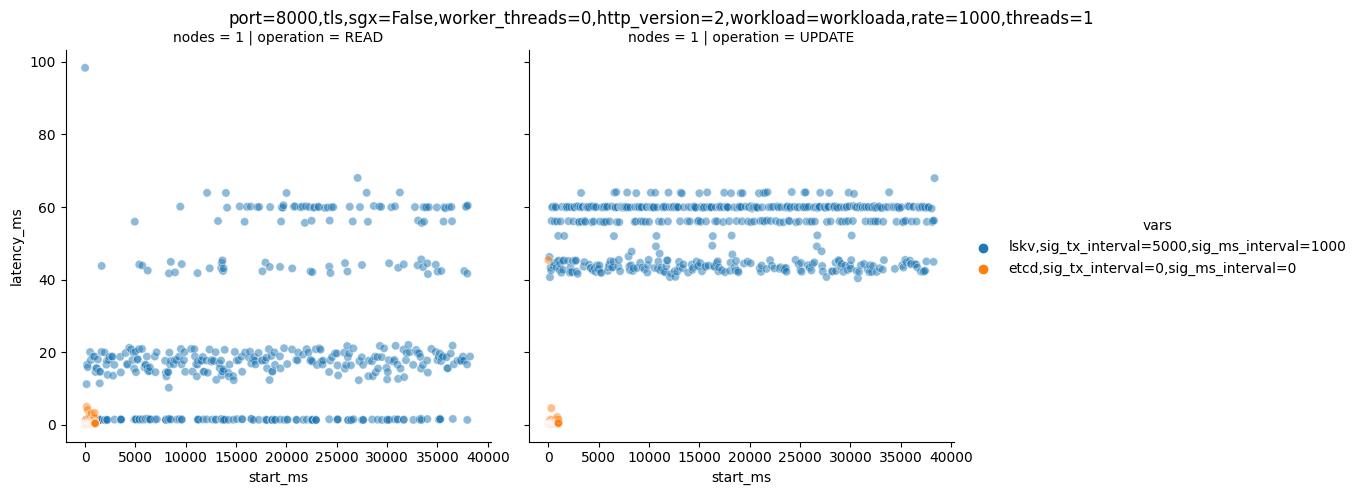 port=8000,tls,sgx=False,worker_threads=0,http_version=2,workload=workloada,rate=1000,threads=1
nodes = 1 | operation = READ
nodes = 1 | operation = UPDATE
100
80
60
40
20
0
latency_ms
0 5000 10000 15000 20000 25000 30000 35000 40000
start_ms
0 5000 10000 15000 20000 25000 30000 35000 40000
start_ms
vars
lskv,sig_tx_interval=5000,sig_ms_interval=1000
etcd,sig_tx_interval=0,sig_ms_interval=0